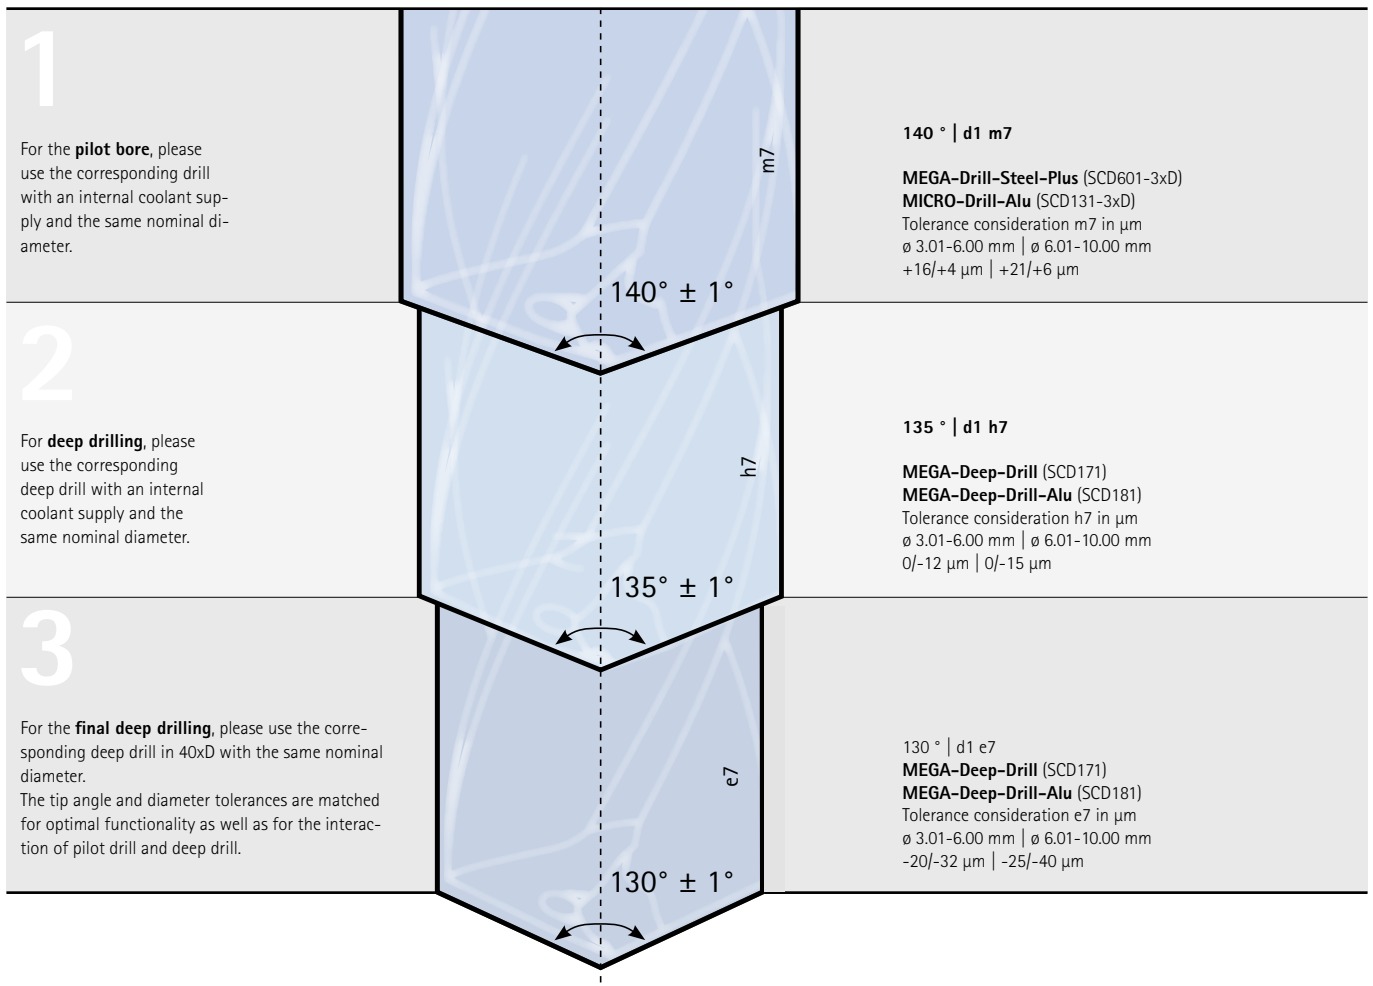 1
For the pilot bore, please
use the corresponding drill
with an internal coolant sup-
ply and the same nominal di-
ameter.
m7
140° ± 1°
140 ° | d1 m7
MEGA-Drill-Steel-Plus (SCD601-3xD)
MICRO-Drill-Alu (SCD131-3xD)
Tolerance consideration m7 in µm
ø 3.01-6.00 mm | ø 6.01-10.00 mm
+16/+4 µm | +21/+6 µm
2
For deep drilling, please
use the corresponding
deep drill with an internal
coolant supply and the
same nominal diameter.
h7
135° ± 1°
135 ° | d1 h7
MEGA-Deep-Drill (SCD171)
MEGA-Deep-Drill-Alu (SCD181)
Tolerance consideration h7 in µm
ø 3.01-6.00 mm | ø 6.01-10.00 mm
0/-12 µm | 0/-15 µm
3
For the final deep drilling, please use the corre-
sponding deep drill in 40xD with the same nominal
diameter.
The tip angle and diameter tolerances are matched
for optimal functionality as well as for the interac-
tion of pilot drill and deep drill.
e7
130° ± 1°
130 ° | d1 e7
MEGA-Deep-Drill (SCD171)
MEGA-Deep-Drill-Alu (SCD181)
Tolerance consideration e7 in µm
ø 3.01-6.00 mm | ø 6.01-10.00 mm
-20/-32 µm | -25/-40 µm